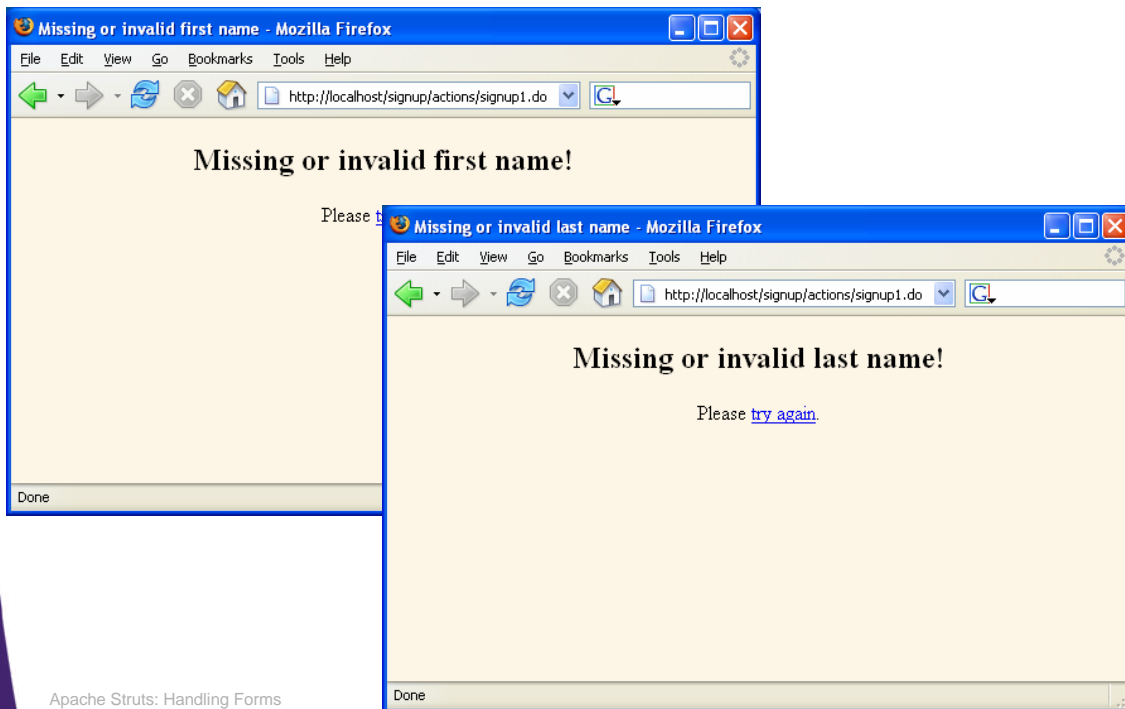 Missing or invalid first name - Mozilla Firefox
File Edit View Go Bookmarks Tools Help
http://localhost/signup/actions/signup1.do
G
Missing or invalid first name!
Please
Done
Missing or invalid last name - Mozilla Firefox
File Edit View Go Bookmarks Tools Help
http://localhost/signup/actions/signup1.do
G
Missing or invalid last name!
Please try again.
Done
Apache Struts: Handling Forms